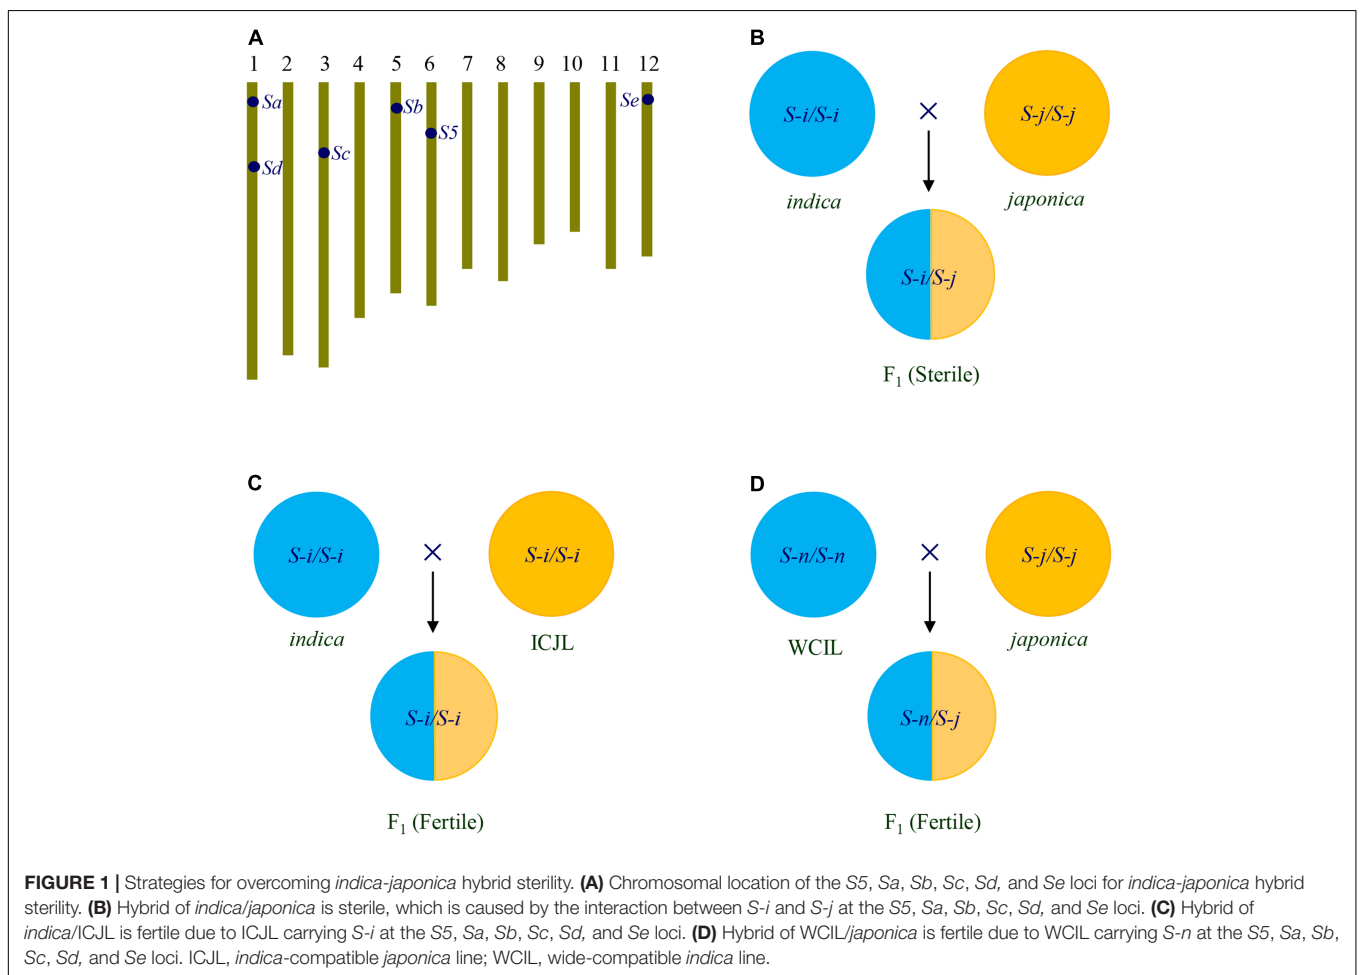 A
1 2 3 4 5 6 7 8 9 10 11 12
Sa
Sb
Se
S5
Sc
Sd
B
S-i/S-i × S-j/S-j
indica
japonica
S-i/S-j
F1 (Sterile)
C
S-i/S-i × S-i/S-i
indica
ICJL
S-i/S-i
F1 (Fertile)
D
S-n/S-n × S-j/S-j
WCIL
japonica
S-n/S-j
F1 (Fertile)
FIGURE 1 | Strategies for overcoming indica-japonica hybrid sterility. (A) Chromosomal location of the S5, Sa, Sb, Sc, Sd, and Se loci for indica-japonica hybrid
sterility. (B) Hybrid of indica/japonica is sterile, which is caused by the interaction between S-i and S-j at the S5, Sa, Sb, Sc, Sd, and Se loci. (C) Hybrid of
indica/ICJL is fertile due to ICJL carrying S-i at the S5, Sa, Sb, Sc, Sd, and Se loci. (D) Hybrid of WCIL/japonica is fertile due to WCIL carrying S-n at the S5, Sa, Sb,
Sc, Sd, and Se loci. ICJL, indica-compatible japonica line; WCIL, wide-compatible indica line.